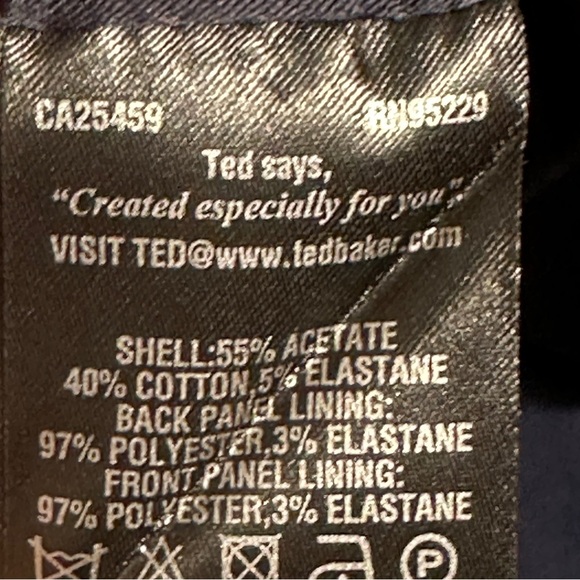 CA25459 RN95229
Ted says,
"Created especially for you".
VISIT TED@www.tedbaker.com
SHELL:55% ACETATE
40% COTTON,5% ELASTANE
BACK PANEL LINING:
97% POLYESTER,3% ELASTANE
FRONT PANEL LINING:
97% POLYESTER,3% ELASTANE
P